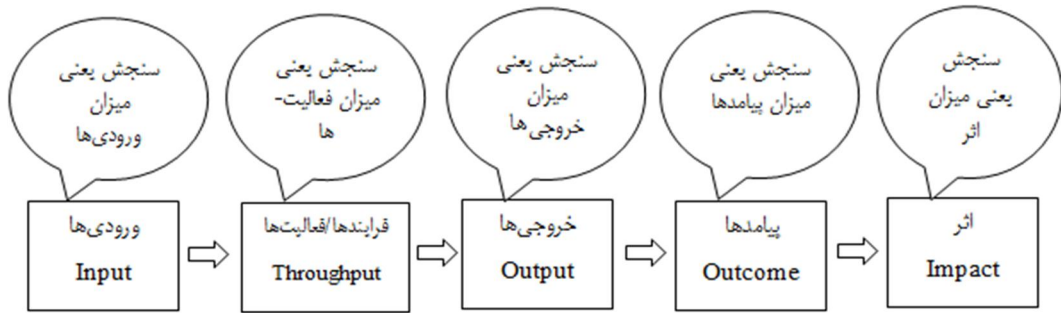 سنجش یعنی
میزان
ورودی‌ها
سنجش یعنی
میزان فعالیت-
ها
سنجش یعنی
میزان
خروجی‌ها
سنجش یعنی
میزان پیامدها
سنجش
یعنی میزان
اثر
ورودی‌ها
Input
فرایندها/فعالیت‌ها
Throughput
خروجی‌ها
Output
پیامدها
Outcome
اثر
Impact